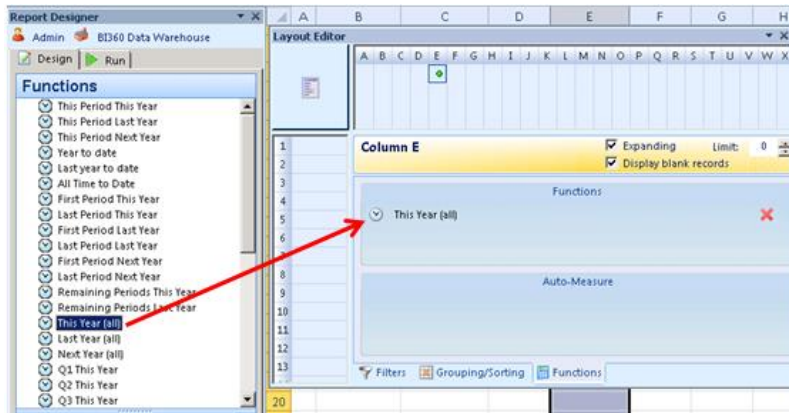 Report Designer
Admin BI360 Data Warehouse
Design Run
Functions
This Period This Year
This Period Last Year
This Period Next Year
Year to date
Last year to date
All Time to Date
First Period This Year
Last Period This Year
First Period Last Year
Last Period Last Year
First Period Next Year
Last Period Next Year
Remaining Periods This Year
Remaining Periods Last Year
This Year (all)
Last Year (all)
Next Year (all)
Q1 This Year
Q2 This Year
Q3 This Year
A B C D E F G H
Layout Editor
A B C D E F G H I J K L M N O P Q R S T U V W X
1
2
3
4
5
6
8
9
10
11
12
13
20
Column E
Expanding Limit: 0
Display blank records
Functions
This Year (all)
Auto-Measure
Filters Grouping/Sorting Functions